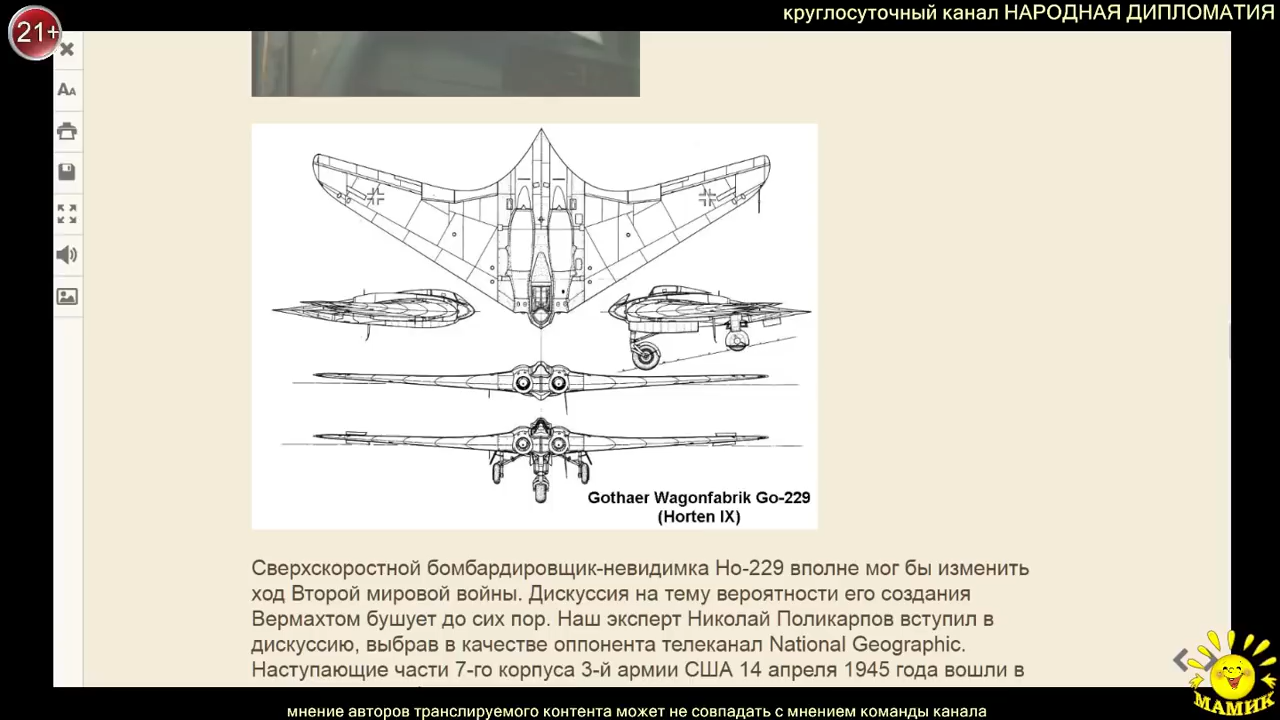 круглосуточный канал НАРОДНАЯ ДИПЛОМАТИЯ
21+
AA
Gothaer Wagonfabrik Go-229
(Horten IX)
Сверхскоростной бомбардировщик-невидимка Ho-229 вполне мог бы изменить
ход Второй мировой войны. Дискуссия на тему вероятности его создания
Вермахтом бушует до сих пор. Наш эксперт Николай Поликарпов вступил в
дискуссию, выбрав в качестве оппонента телеканал National Geographic.
Наступающие части 7-го корпуса 3-й армии США 14 апреля 1945 года вошли в
МАМИК
мнение авторов транслируемого контента может не совпадать с мнением команды канала